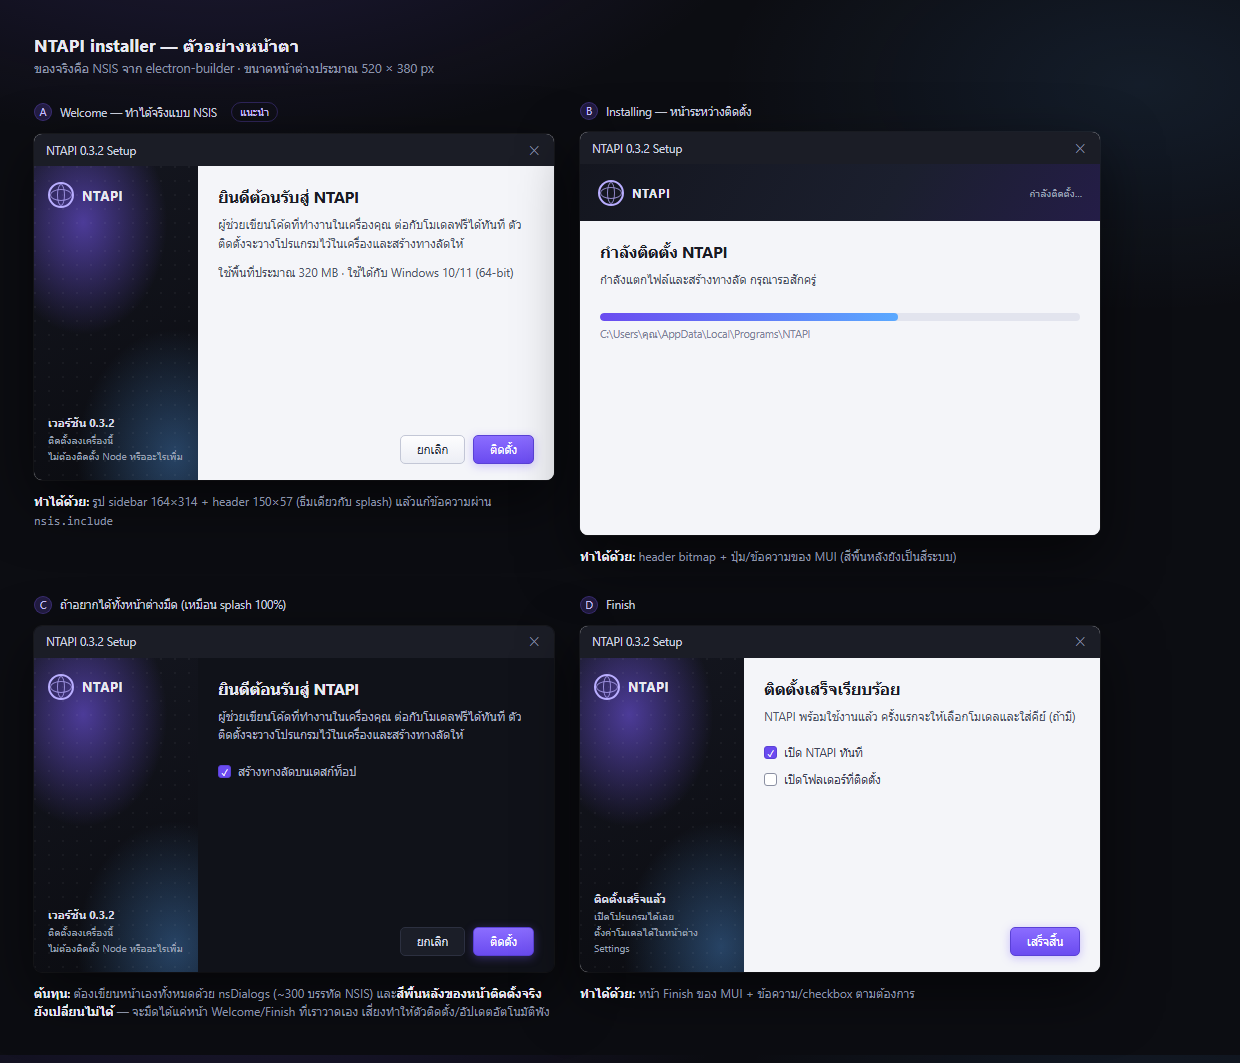 NTAPI installer — ตัวอย่างหน้าตา
ของจริงคือ NSIS จาก electron-builder · ขนาดหน้าต่างประมาณ 520 × 380 px
A Welcome — ทำได้จริงแบบ NSIS แนะนำ
NTAPI 0.3.2 Setup
NTAPI
ยินดีต้อนรับสู่ NTAPI
ผู้ช่วยเขียนโค้ดที่ทำงานในเครื่องคุณ ต่อกับโมเดลฟรีได้ทันที ตัว
ติดตั้งจะวางโปรแกรมไว้ในเครื่องและสร้างทางลัดให้
ใช้พื้นที่ประมาณ 320 MB · ใช้ได้กับ Windows 10/11 (64-bit)
เวอร์ชัน 0.3.2
ติดตั้งลงเครื่องนี้
ไม่ต้องติดตั้ง Node หรืออะไรเพิ่ม
ยกเลิก ติดตั้ง
ทำได้ด้วย: รูป sidebar 164×314 + header 150×57 (ธีมเดียวกับ splash) แล้วแก้ข้อความผ่าน
nsis.include
B Installing — หน้าระหว่างติดตั้ง
NTAPI 0.3.2 Setup
NTAPI
กำลังติดตั้ง...
กำลังติดตั้ง NTAPI
กำลังแตกไฟล์และสร้างทางลัด กรุณารอสักครู่
C:\Users\คุณ\AppData\Local\Programs\NTAPI
ทำได้ด้วย: header bitmap + ปุ่ม/ข้อความของ MUI (สีพื้นหลังยังเป็นสีระบบ)
C ถ้าอยากได้ทั้งหน้าต่างมืด (เหมือน splash 100%)
NTAPI 0.3.2 Setup
NTAPI
ยินดีต้อนรับสู่ NTAPI
ผู้ช่วยเขียนโค้ดที่ทำงานในเครื่องคุณ ต่อกับโมเดลฟรีได้ทันที ตัว
ติดตั้งจะวางโปรแกรมไว้ในเครื่องและสร้างทางลัดให้
สร้างทางลัดบนเดสก์ท็อป
เวอร์ชัน 0.3.2
ติดตั้งลงเครื่องนี้
ไม่ต้องติดตั้ง Node หรืออะไรเพิ่ม
ยกเลิก ติดตั้ง
ต้นทุน: ต้องเขียนหน้าเองทั้งหมดด้วย nsDialogs (~300 บรรทัด NSIS) และสีพื้นหลังของหน้าติดตั้งจริง
ยังเปลี่ยนไม่ได้ — จะมืดได้แค่หน้า Welcome/Finish ที่เราวาดเอง เสี่ยงทำให้ตัวติดตั้ง/อัปเดตอัตโนมัติพัง
D Finish
NTAPI 0.3.2 Setup
NTAPI
ติดตั้งเสร็จเรียบร้อย
NTAPI พร้อมใช้งานแล้ว ครั้งแรกจะให้เลือกโมเดลและใส่คีย์ (ถ้ามี)
เปิด NTAPI ทันที
เปิดโฟลเดอร์ที่ติดตั้ง
ติดตั้งเสร็จแล้ว
เปิดโปรแกรมได้เลย
ตั้งค่าโมเดลได้ในหน้าต่าง
Settings
เสร็จสิ้น
ทำได้ด้วย: หน้า Finish ของ MUI + ข้อความ/checkbox ตามต้องการ